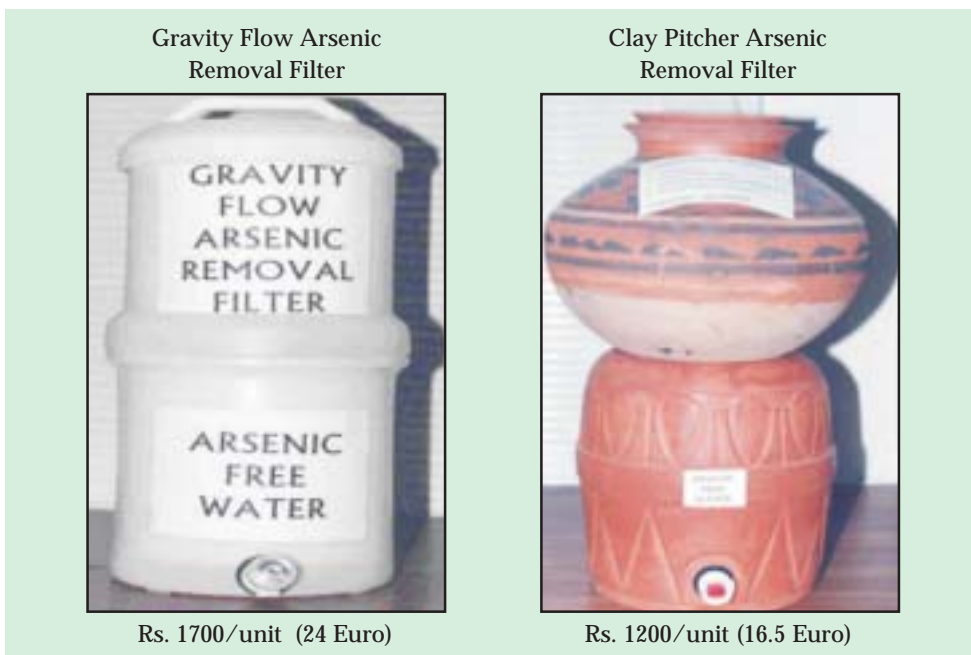 Gravity Flow Arsenic
Removal Filter
GRAVITY
FLOW
ARSENIC
REMOVAL
FILTER
ARSENIC
FREE
WATER
Rs. 1700/unit (24 Euro)
Clay Pitcher Arsenic
Removal Filter
Rs. 1200/unit (16.5 Euro)